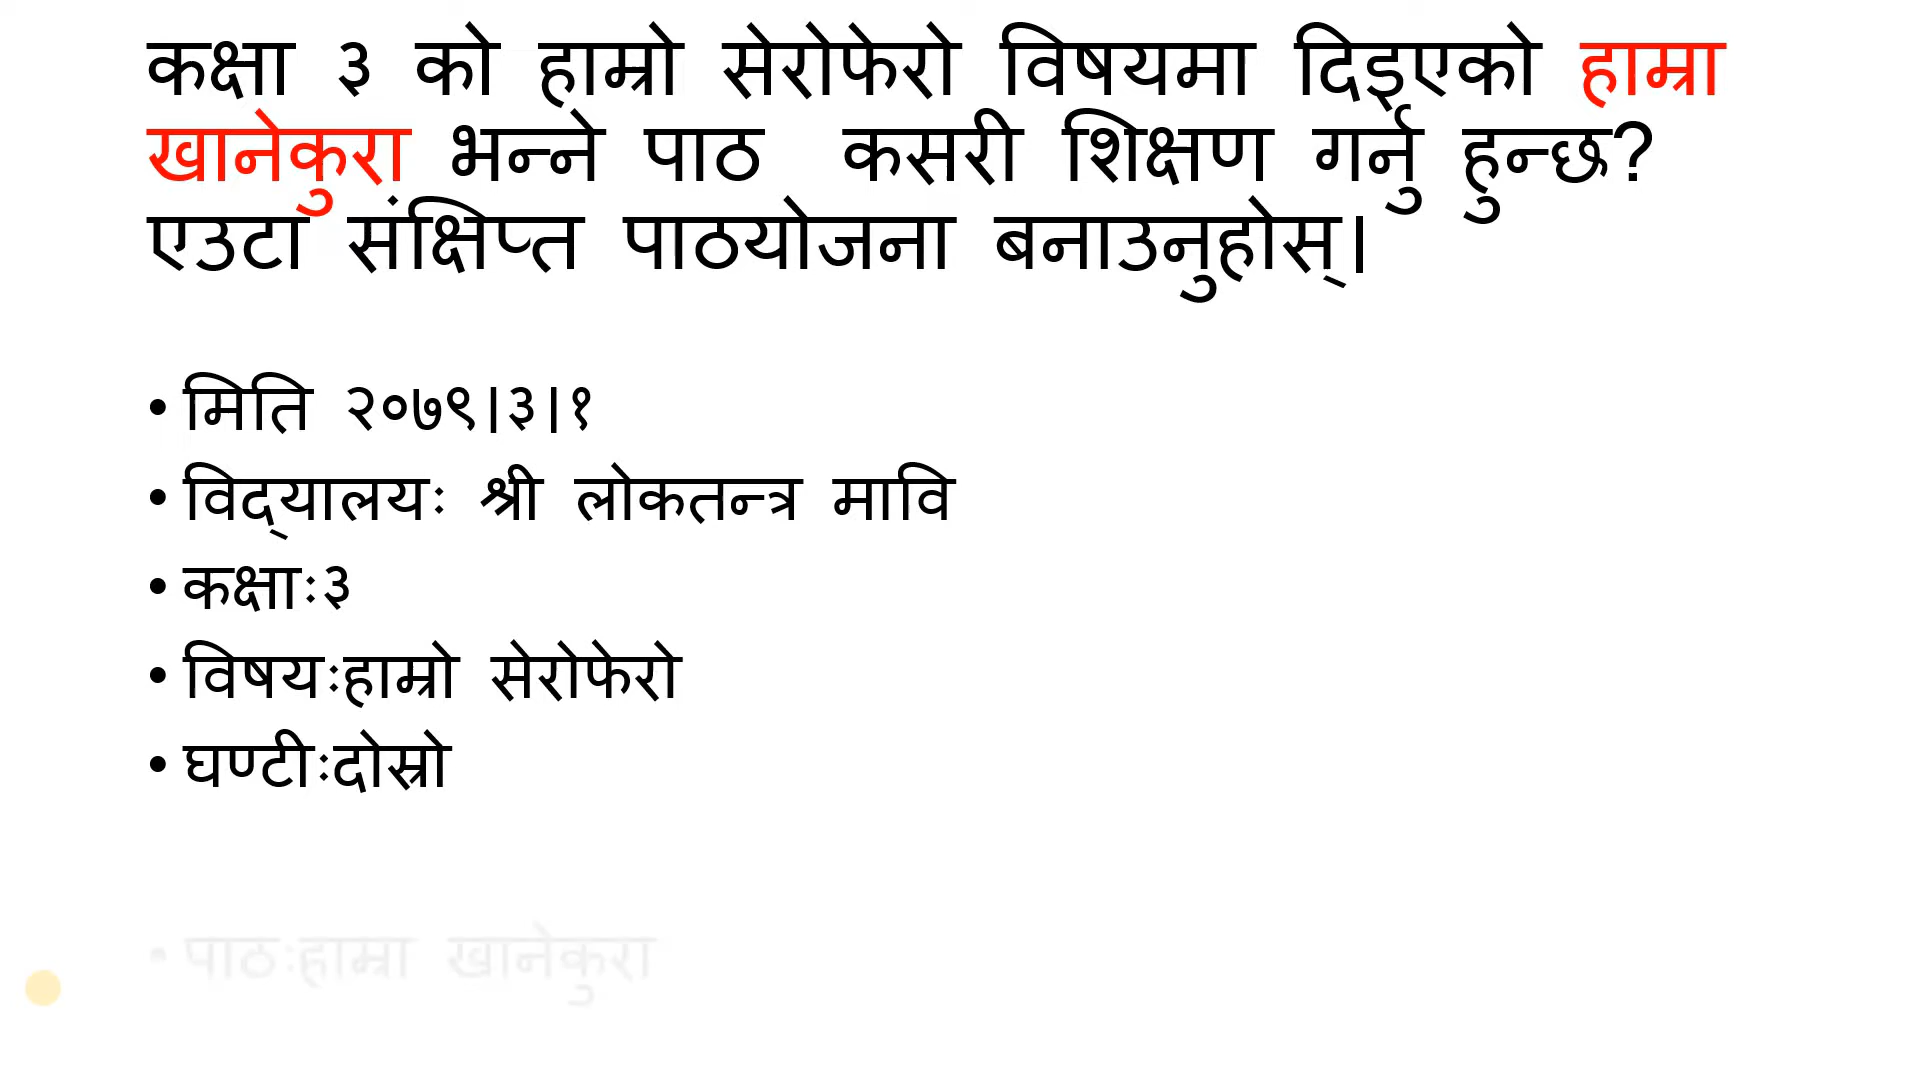 कक्षा ३ को हाम्रो सेरोफेरो विषयमा दिइएको हाम्रा
खानेकुरा भन्ने पाठ कसरी शिक्षण गर्नु हुन्छ?
एउटा संक्षिप्त पाठयोजना बनाउनुहोस्।
• मिति २०७९।३।१
• विद्‌यालयः श्री लोकतन्त्र मावि
• कक्षाः३
• विषयःहाम्रो सेरोफेरो
• घण्टीःदोस्रो
• पाठःहाम्रा खानेकुरा